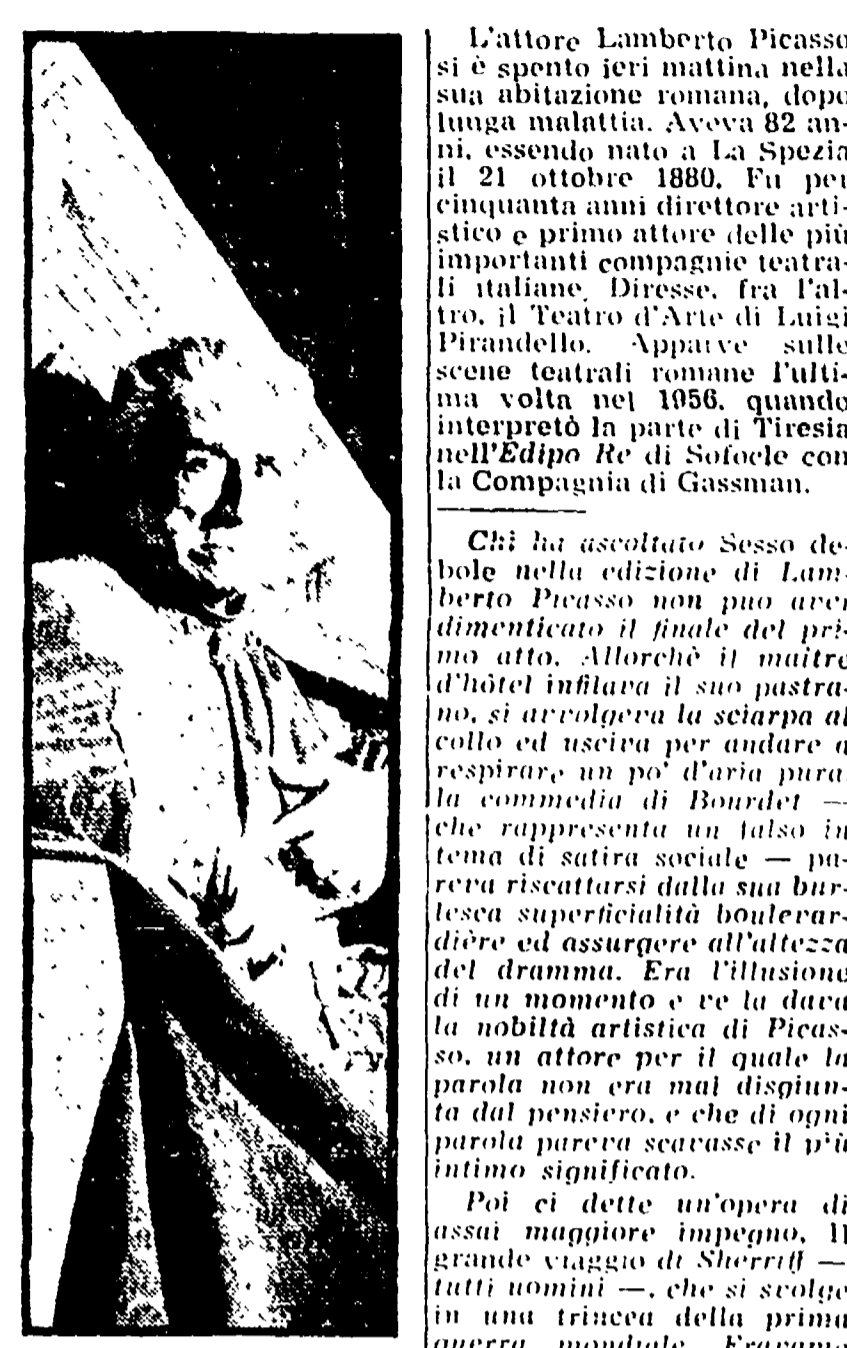 L'attore Lamberto Picasso
si è spento ieri mattina nella
sua abitazione romana, dopo
lunga malattia. Aveva 82 an-
ni, essendo nato a La Spezia
il 21 ottobre 1880. Fu per
cinquanta anni direttore arti-
stico e primo attore delle più
importanti compagnie teatra-
li italiane. Diresse, fra l'al-
tro, il Teatro d'Arte di Luigi
Pirandello. Apparve sulle
scene teatrali romane l'ulti-
ma volta nel 1956, quando
interpretò la parte di Tiresia
nell'Edipo Re di Sofocle con
la Compagnia di Gassman.
Chi ha ascoltato Sesso de-
bole nella edizione di Lam-
berto Picasso non può aver
dimenticato il finale del pri-
mo atto. Allorchè il maitre
d'hôtel infilava il suo pastra-
no, si avvolgeva la sciarpa al
collo ed usciva per andare a
respirare un po' d'aria pura,
la commedia di Bourdet —
che rappresenta un falso in
tema di satira sociale — pa-
reva riscattarsi dalla sua bur-
lesca superficialità boulevar-
dière ed assurgere all'altezza
del dramma. Era l'illusione
di un momento e ve la dava
la nobiltà artistica di Picas-
so, un attore per il quale la
parola non era mai disgiun-
ta dal pensiero, e che di ogni
parola pareva scavasse il più
intimo significato.
Poi ci dette un'opera di
assai maggiore impegno, Il
grande viaggio di Sherriff —
tutti uomini —, che si svolge
in una trincea della prima
guerra mondiale. Eravamo